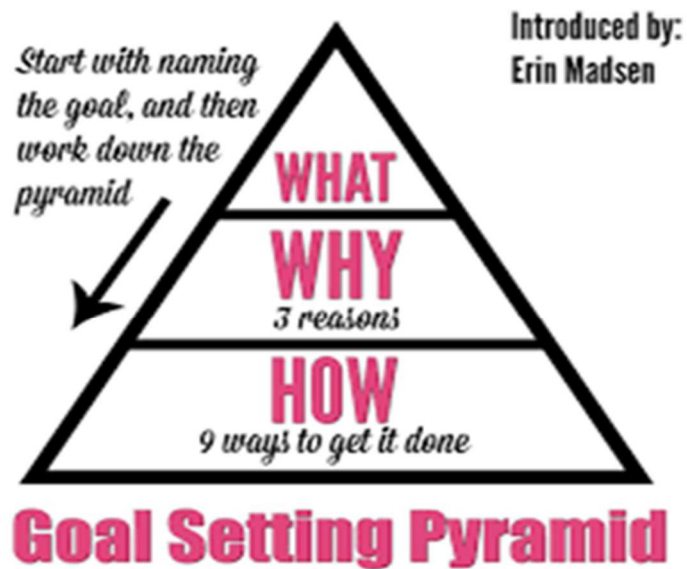 Start with naming
the goal, and then
work down the
pyramid
Introduced by:
Erin Madsen
WHAT
WHY
3 reasons
HOW
9 ways to get it done
Goal Setting Pyramid